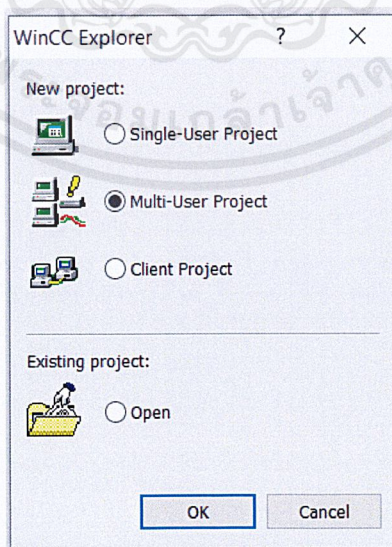 WinCC Explorer ? ×
New project:
Single-User Project
Multi-User Project
Client Project
Existing project:
Open
OK Cancel